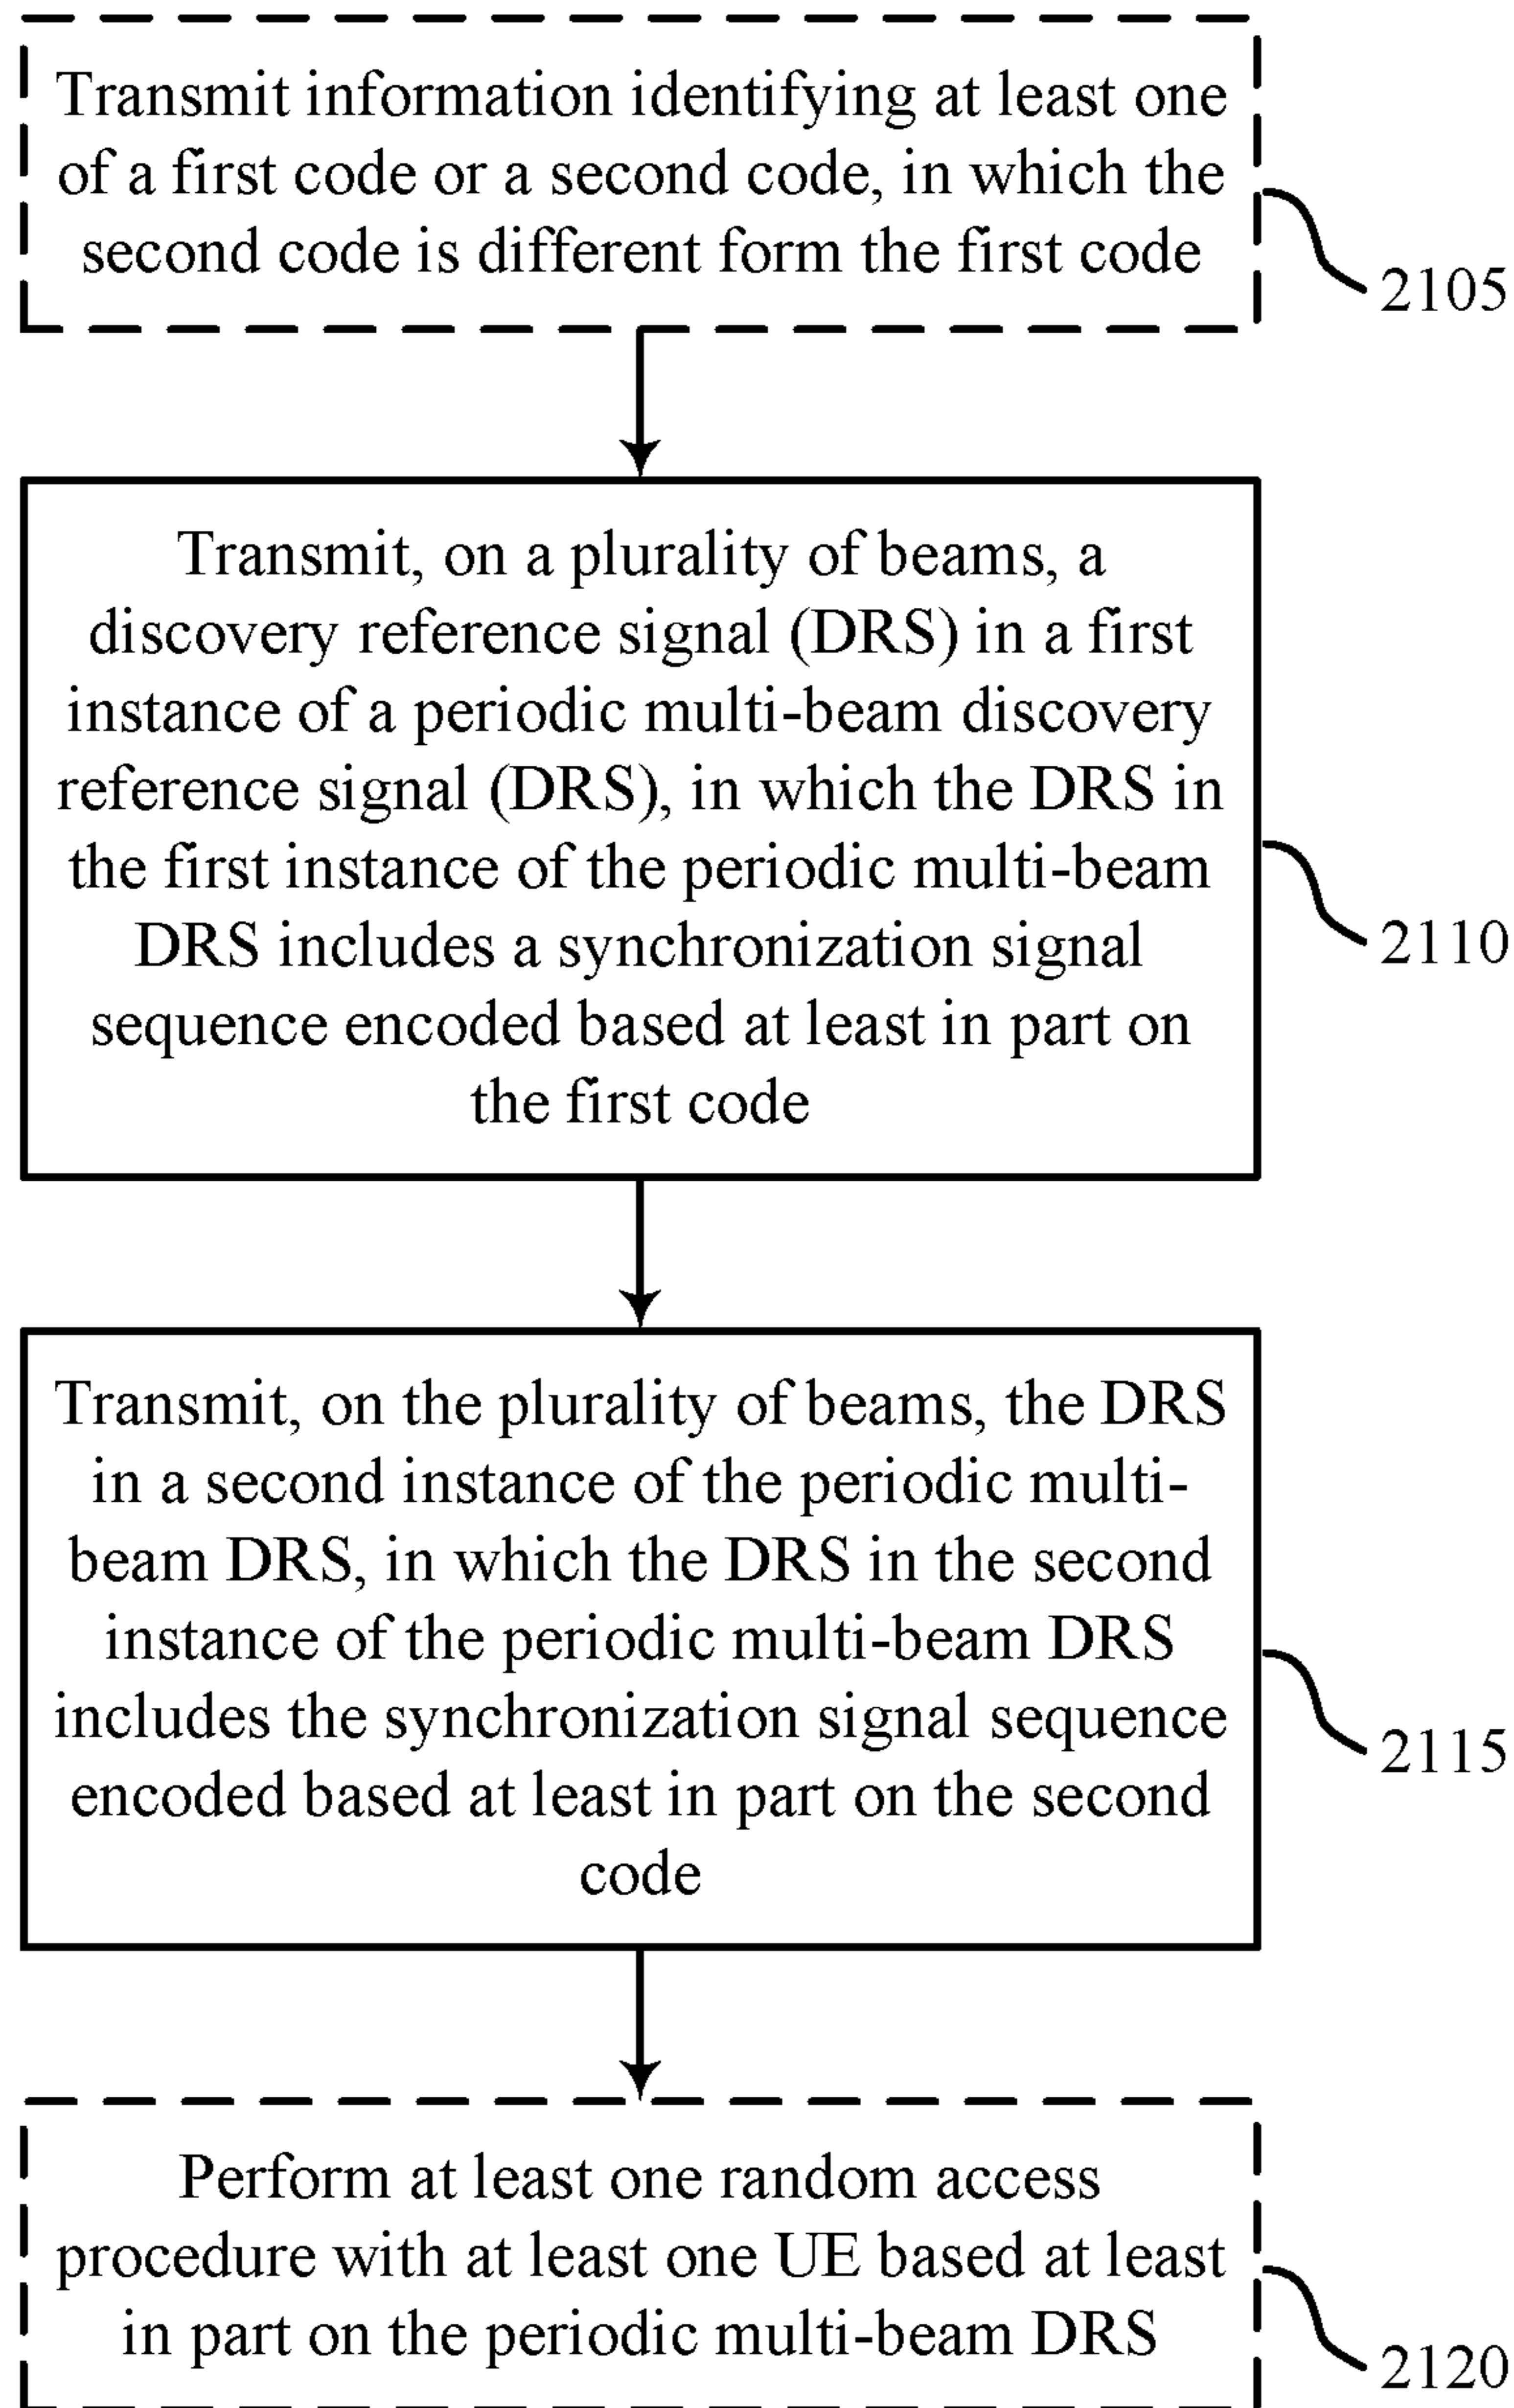 Transmit information identifying at least one
of a first code or a second code, in which the
second code is different form the first code
2105
Transmit, on a plurality of beams, a
discovery reference signal (DRS) in a first
instance of a periodic multi-beam discovery
reference signal (DRS), in which the DRS in
the first instance of the periodic multi-beam
DRS includes a synchronization signal
sequence encoded based at least in part on
the first code
2110
Transmit, on the plurality of beams, the DRS
in a second instance of the periodic multi-
beam DRS, in which the DRS in the second
instance of the periodic multi-beam DRS
includes the synchronization signal sequence
encoded based at least in part on the second
code
2115
Perform at least one random access
procedure with at least one UE based at least
in part on the periodic multi-beam DRS
2120